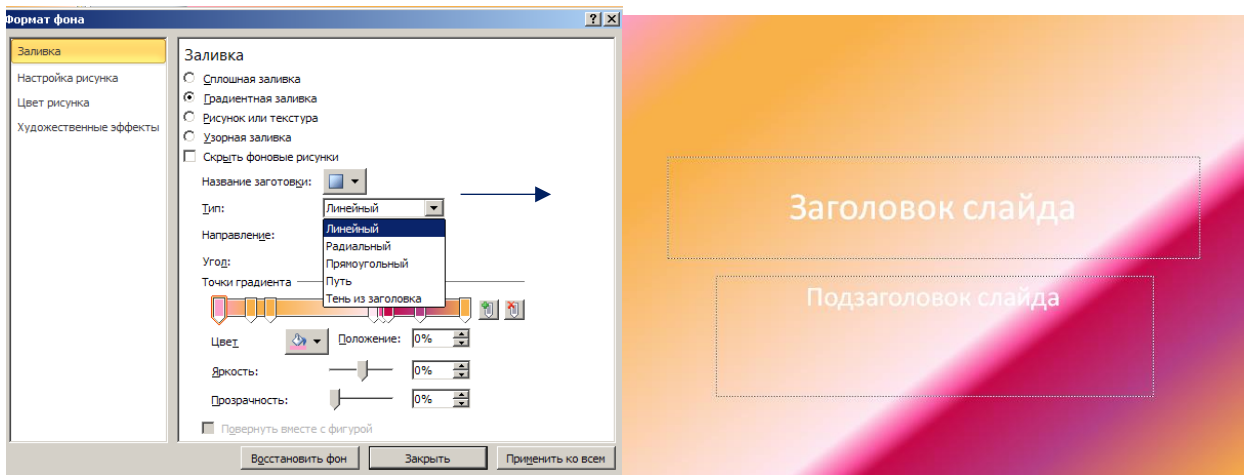 Формат фона
Заливка
Настройка рисунка
Цвет рисунка
Художественные эффекты
Заливка
Сплошная заливка
Градиентная заливка
Рисунок или текстура
Узорная заливка
Скрыть фоновые рисунки
Название заготовки:
Тип: Линейный
Линейный
Направление:
Радиальный
Прямоугольный
Угол:
Путь
Точки градиента
Тень из заголовка
Цвет Положение: 0%
Яркость: 0%
Прозрачность: 0%
Повернуть вместе с фигурой
Восстановить фон Закрыть Применить ко всем
Заголовок слайда
Подзаголовок слайда